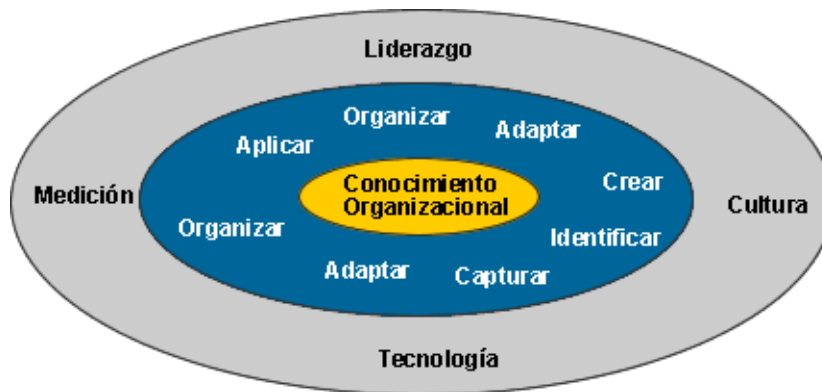 Liderazgo
Organizar
Adaptar
Aplicar
Conocimiento
Organizacional
Crear
Medición
Cultura
Organizar
Identificar
Adaptar
Capturar
Tecnología